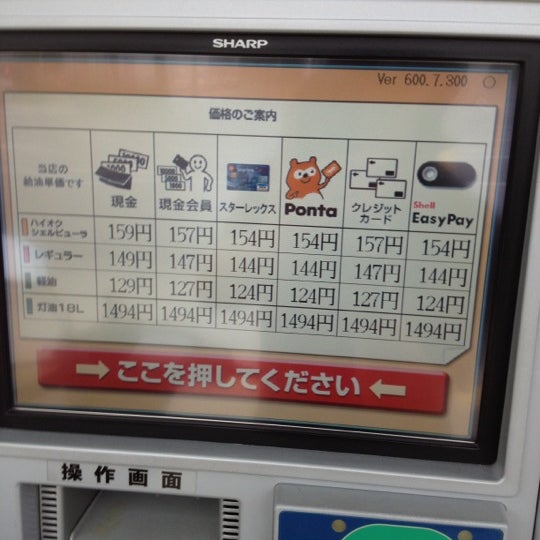 SHARP
Ver 600.7.300
価格のご案内
当店の
給油単価です
現金
現金会員
スターレックス
Ponta
クレジット
カード
Shell
EasyPay
ハイオク
シェルピューラ
159円 157円 154円 154円 157円 154円
レギュラー 149円 147円 144円 144円 147円 144円
軽油 129円 127円 124円 124円 127円 124円
灯油18L 1494円 1494円 1494円 1494円 1494円 1494円
ここを押してください
操作画面